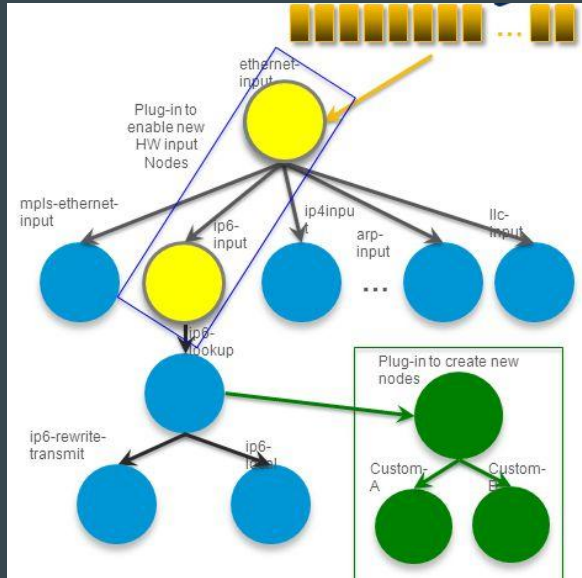 ...
ethernet-
input
Plug-in to
enable new
HW input
Nodes
mpls-ethernet-
input
ip6-
input
ip4inpu
t
arp-
input
llc-
input
...
ip6-
lookup
Plug-in to create new
nodes
ip6-rewrite-
transmit
ip6-
local
Custom-
A
Custom-
B